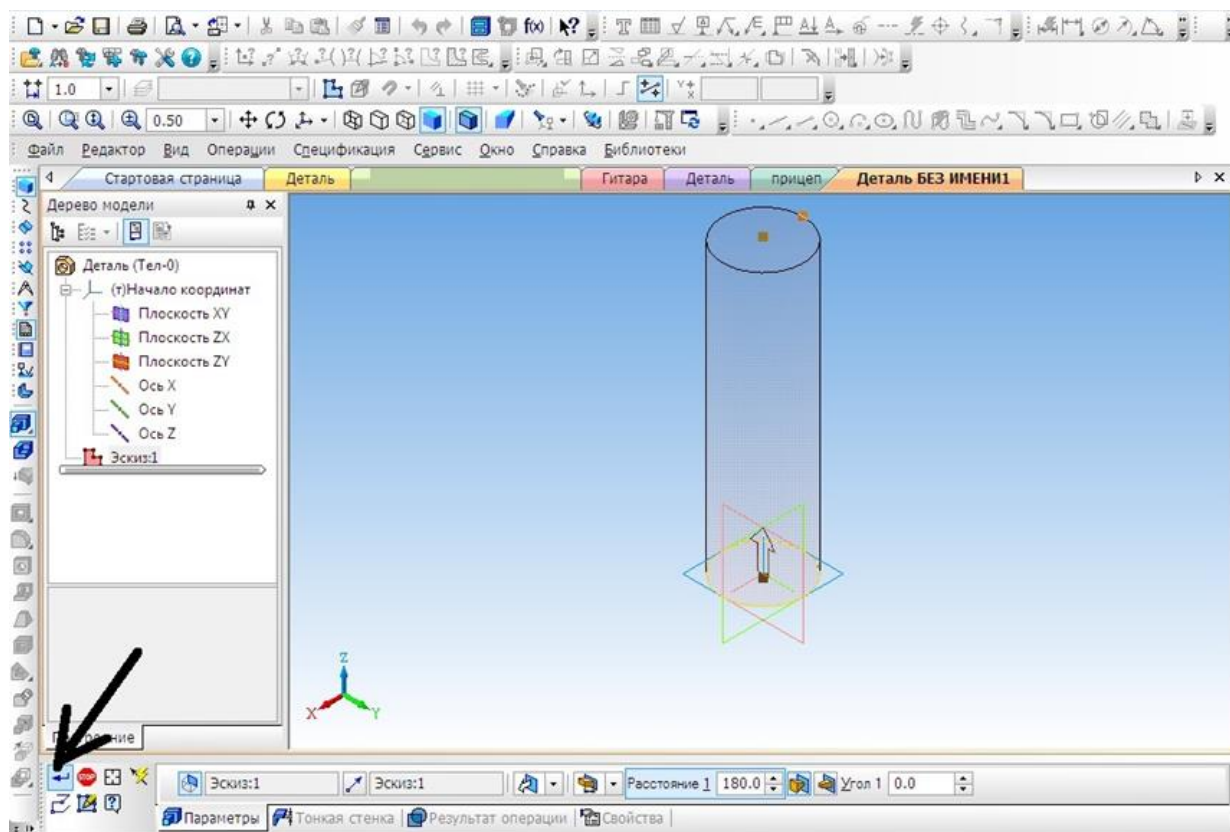 1.0
0.50
Файл Редактор Вид Операции Спецификация Сервис Окно Справка Библиотеки
Стартовая страница Деталь Гитара Деталь прицеп Деталь БЕЗ ИМЕНИ1
Дерево модели
Деталь (Тел-0)
(т)Начало координат
Плоскость XY
Плоскость ZX
Плоскость ZY
Ось X
Ось Y
Ось Z
Эскиз:1
Z
X Y
STOP Эскиз:1 Эскиз:1 Расстояние 1 180.0 Угол 1 0.0
Параметры Тонкая стенка Результат операции Свойства